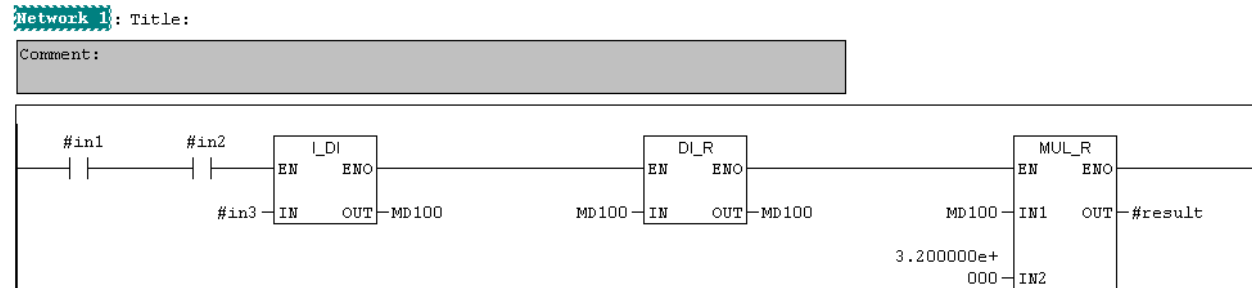 Network 1: Title:
Comment:
#in1 #in2 I_DI DI_R MUL_R
EN ENO EN ENO EN ENO
#in3 IN OUT MD100 MD100 IN OUT MD100 MD100 IN1 OUT #result
3.200000e+
000 IN2